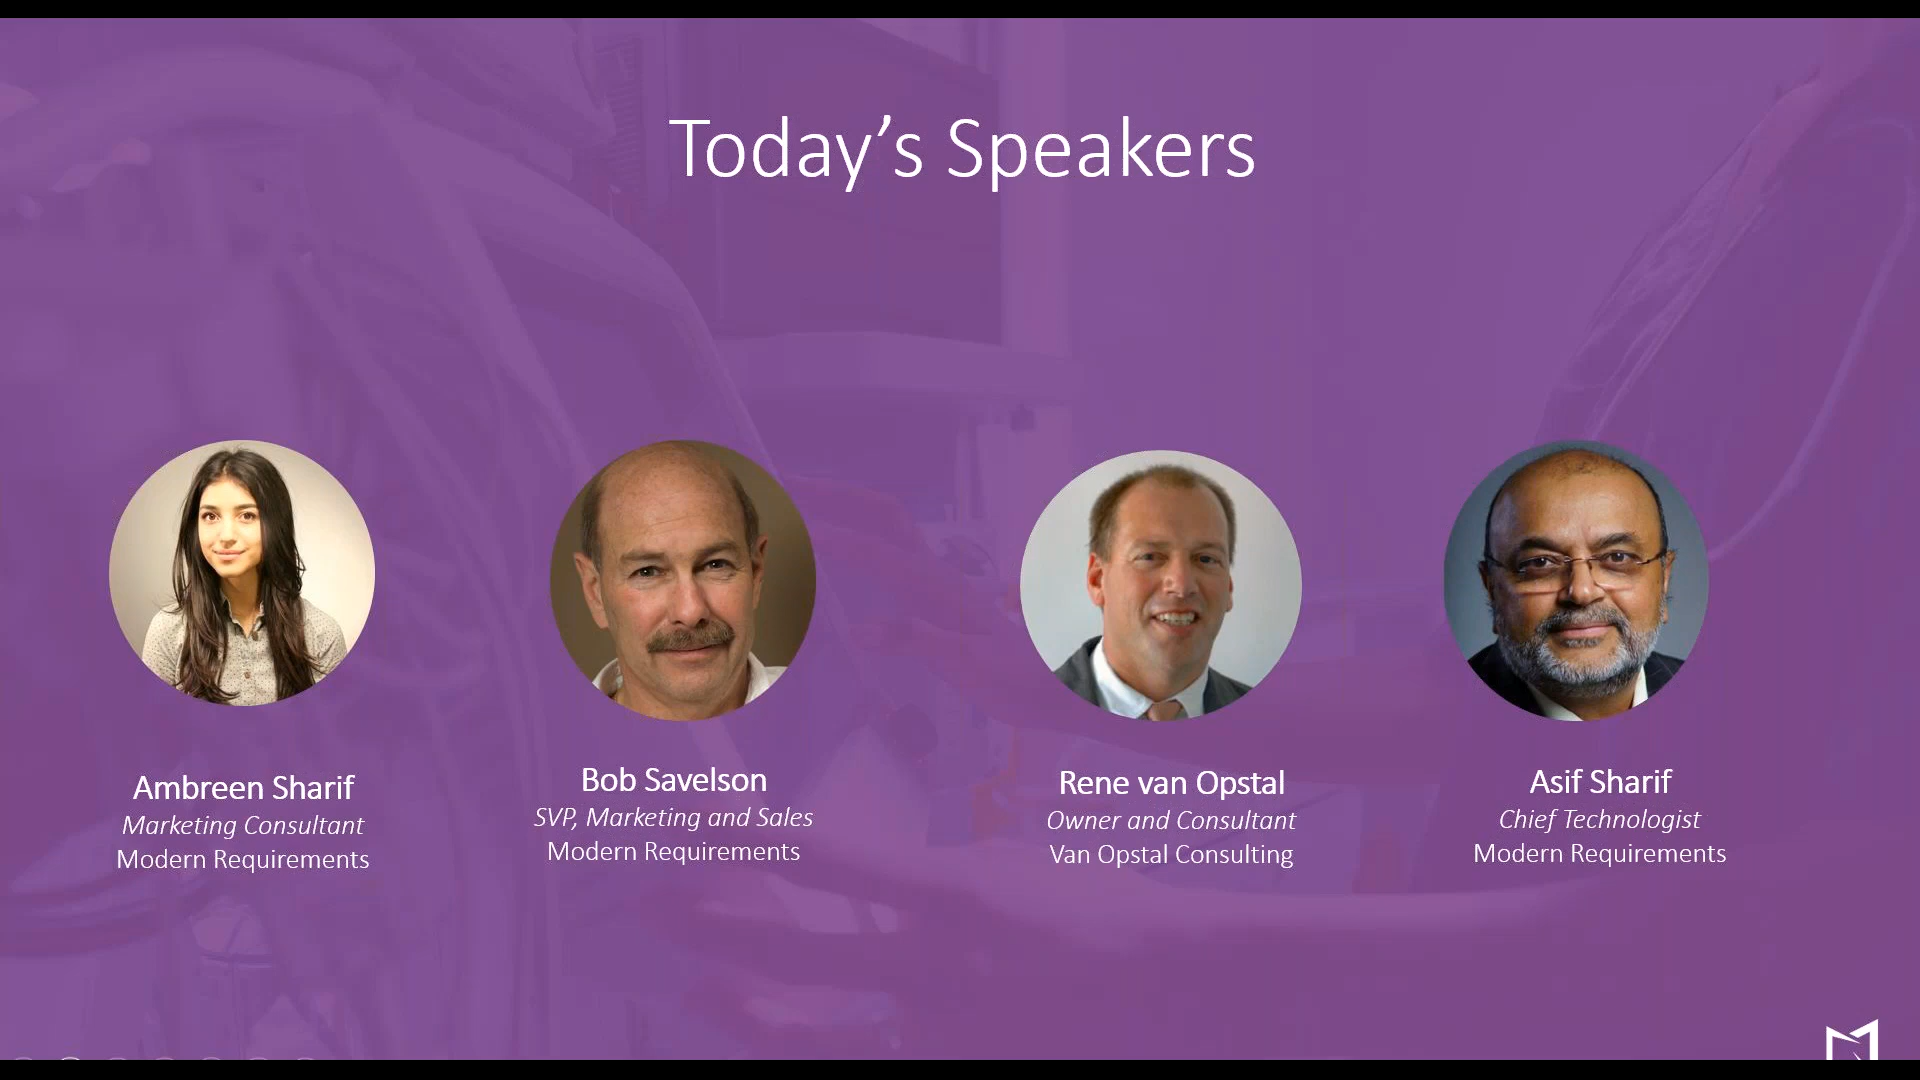 Today’s Speakers
Ambreen Sharif
Marketing Consultant
Modern Requirements
Bob Savelson
SVP, Marketing and Sales
Modern Requirements
Rene van Opstal
Owner and Consultant
Van Opstal Consulting
Asif Sharif
Chief Technologist
Modern Requirements